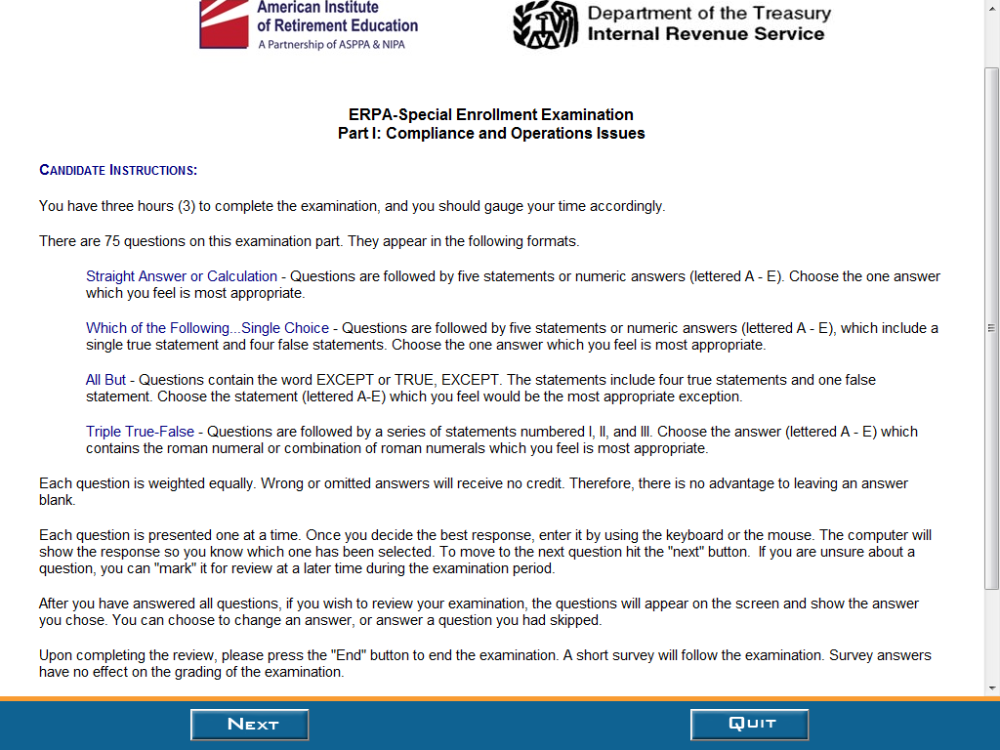 American Institute
of Retirement Education
A Partnership of ASPPA & NIPA
Department of the Treasury
Internal Revenue Service
ERPA-Special Enrollment Examination
Part I: Compliance and Operations Issues
CANDIDATE INSTRUCTIONS:
You have three hours (3) to complete the examination, and you should gauge your time accordingly.
There are 75 questions on this examination part. They appear in the following formats.
Straight Answer or Calculation - Questions are followed by five statements or numeric answers (lettered A - E). Choose the one answer
which you feel is most appropriate.
Which of the Following...Single Choice - Questions are followed by five statements or numeric answers (lettered A - E), which include a
single true statement and four false statements. Choose the one answer which you feel is most appropriate.
All But - Questions contain the word EXCEPT or TRUE, EXCEPT. The statements include four true statements and one false
statement. Choose the statement (lettered A-E) which you feel would be the most appropriate exception.
Triple True-False - Questions are followed by a series of statements numbered I, II, and III. Choose the answer (lettered A - E) which
contains the roman numeral or combination of roman numerals which you feel is most appropriate.
Each question is weighted equally. Wrong or omitted answers will receive no credit. Therefore, there is no advantage to leaving an answer
blank.
Each question is presented one at a time. Once you decide the best response, enter it by using the keyboard or the mouse. The computer will
show the response so you know which one has been selected. To move to the next question hit the "next" button.  If you are unsure about a
question, you can "mark" it for review at a later time during the examination period.
After you have answered all questions, if you wish to review your examination, the questions will appear on the screen and show the answer
you chose. You can choose to change an answer, or answer a question you had skipped.
Upon completing the review, please press the "End" button to end the examination. A short survey will follow the examination. Survey answers
have no effect on the grading of the examination.
NEXT
QUIT